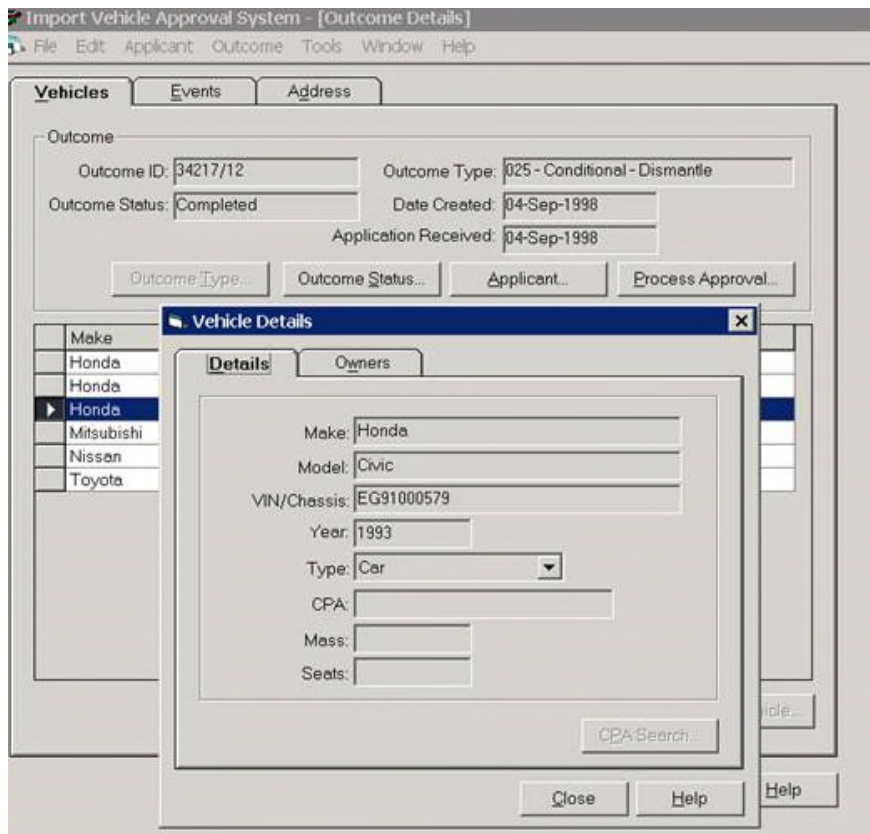 Import Vehicle Approval System - [Outcome Details]
File Edit Applicant Outcome Tools Window Help
Vehicles Events Address
Outcome
Outcome ID: 34217/12 Outcome Type: 025 - Conditional - Dismantle
Outcome Status: Completed Date Created: 04-Sep-1998
Application Received: 04-Sep-1998
Outcome Type... Outcome Status... Applicant... Process Approval...
Make
Honda
Honda
Honda
Mitsubishi
Nissan
Toyota
Vehicle Details
Details Owners
Make: Honda
Model: Civic
VIN/Chassis: EG91000579
Year: 1993
Type: Car
CPA:
Mass:
Seats:
CPA Search...
Close Help
Help